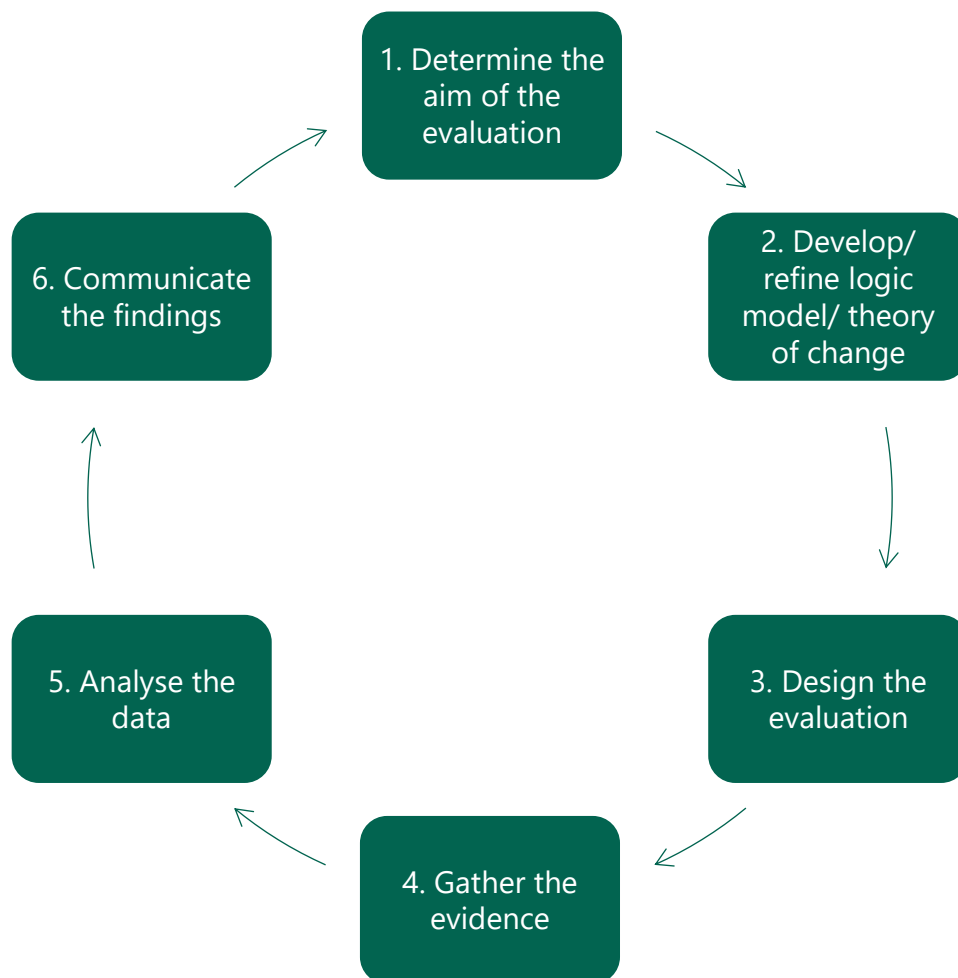 1. Determine the
aim of the
evaluation
2. Develop/
refine logic
model/ theory
of change
3. Design the
evaluation
4. Gather the
evidence
5. Analyse the
data
6. Communicate
the findings